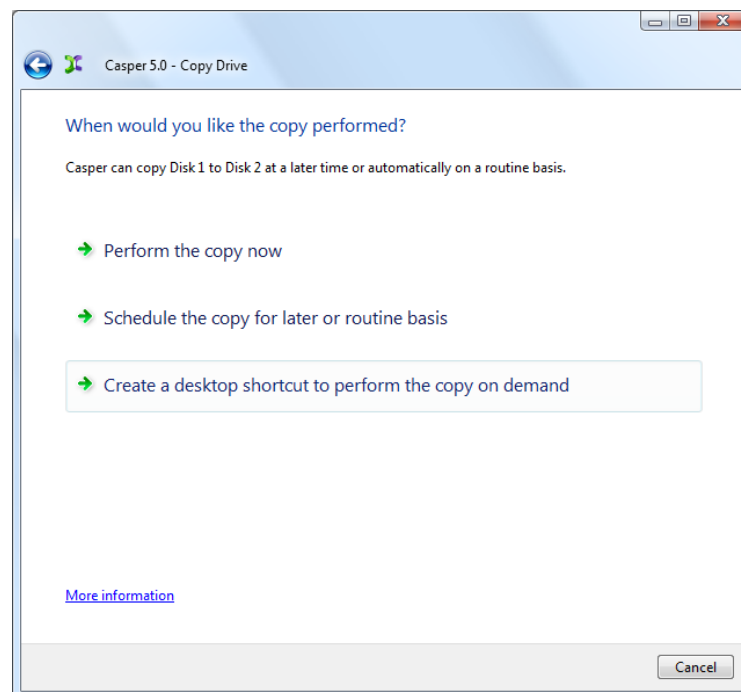 Casper 5.0 - Copy Drive
When would you like the copy performed?
Casper can copy Disk 1 to Disk 2 at a later time or automatically on a routine basis.
Perform the copy now
Schedule the copy for later or routine basis
Create a desktop shortcut to perform the copy on demand
More information
Cancel